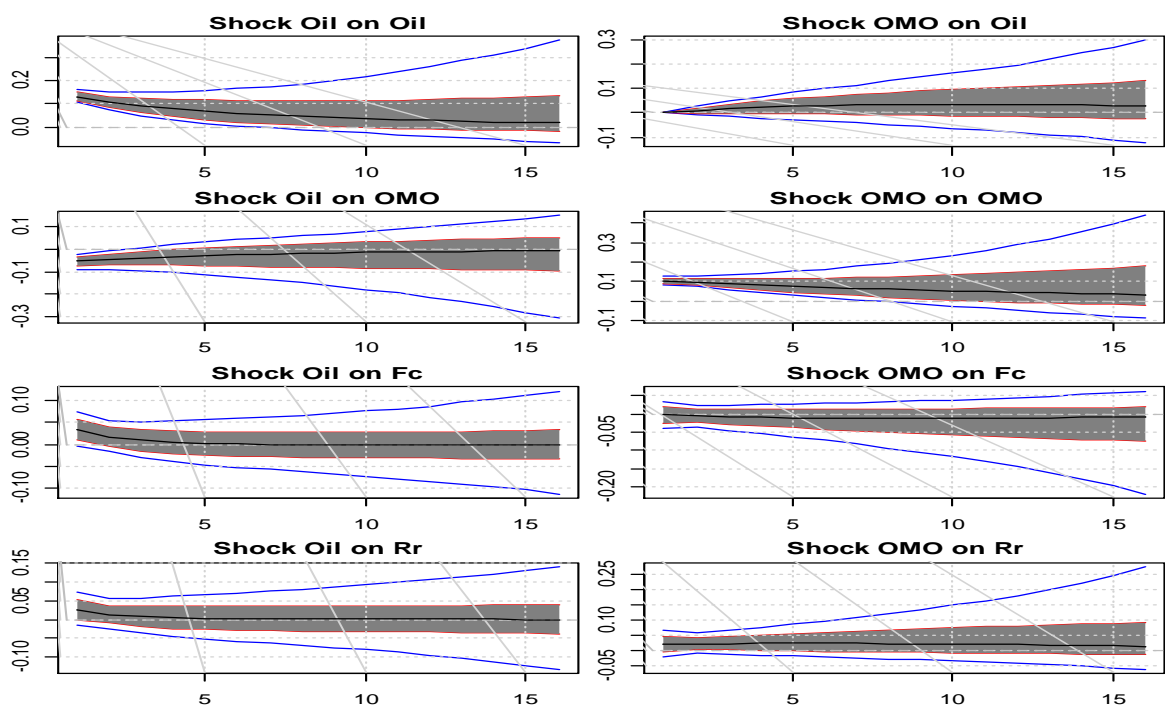 Shock Oil on Oil
0.2
0.0
5 10 15
Shock OMO on Oil
0.3
0.1
-0.1
5 10 15
Shock Oil on OMO
0.1
-0.1
-0.3
5 10 15
Shock OMO on OMO
0.3
0.1
-0.1
5 10 15
Shock Oil on Fc
0.10
0.00
-0.10
5 10 15
Shock OMO on Fc
-0.05
-0.20
5 10 15
Shock Oil on Rr
0.15
0.05
-0.10
5 10 15
Shock OMO on Rr
0.25
0.10
-0.05
5 10 15